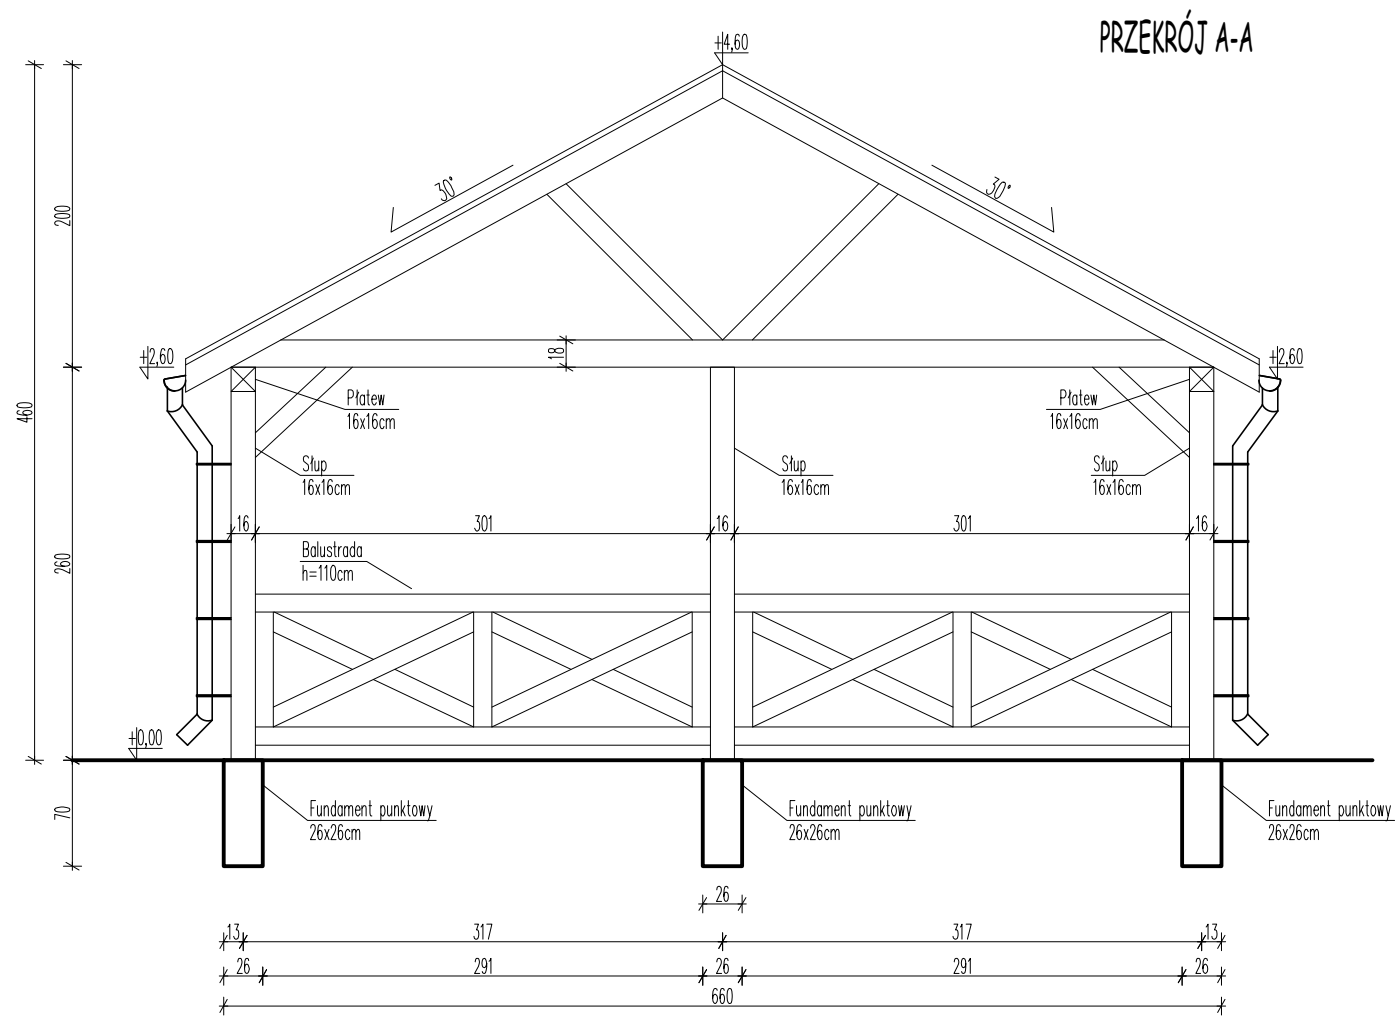 PRZEKRÓJ A-A
+4,60
30°
30°
200
+2,60
18
+2,60
460
Płatew
16x16cm
Płatew
16x16cm
Słup
16x16cm
Słup
16x16cm
Słup
16x16cm
16
301
16
301
16
260
Balustrada
h=110cm
+0,00
70
Fundament punktowy
26x26cm
Fundament punktowy
26x26cm
Fundament punktowy
26x26cm
26
13
317
317
13
26
291
26
291
26
660